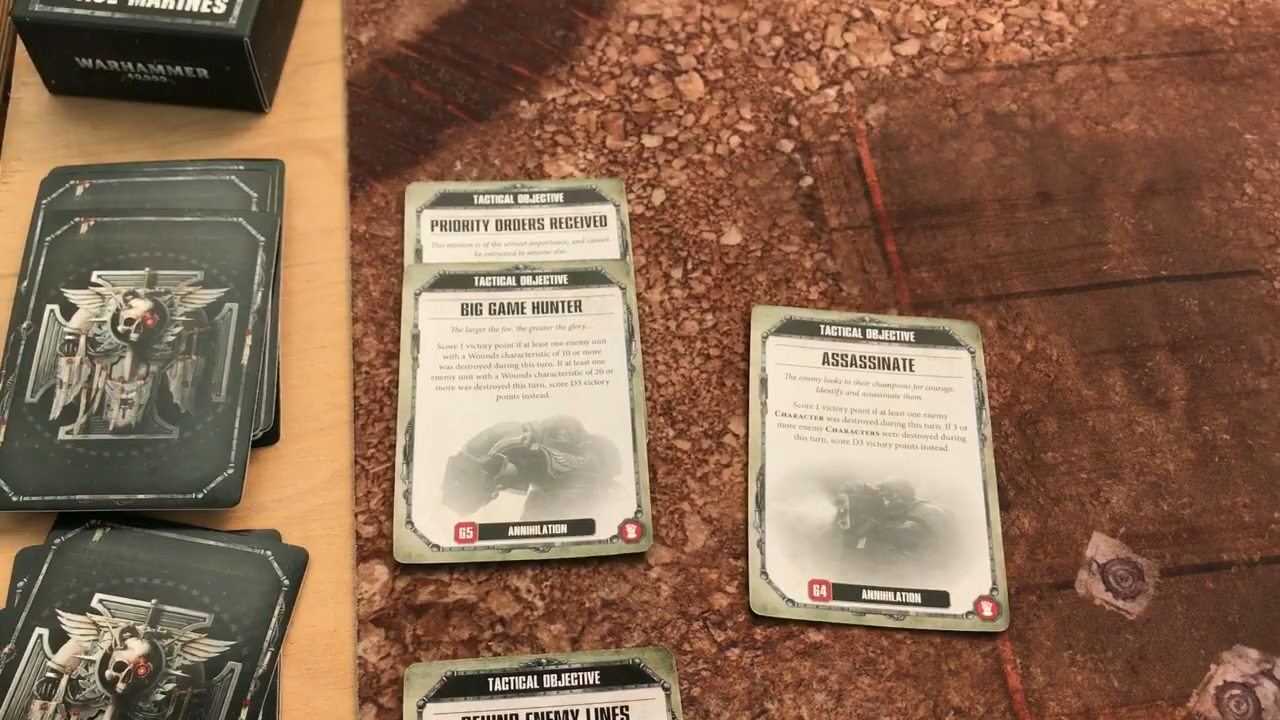 MARINES
WARHAMMER
40,000
TACTICAL OBJECTIVE
PRIORITY ORDERS RECEIVED
This mission is of the utmost importance, and cannot
be entrusted to anyone else.
TACTICAL OBJECTIVE
BIG GAME HUNTER
The larger the foe, the greater the glory...
Score 1 victory point if at least one enemy unit
with a Wounds characteristic of 10 or more
was destroyed during this turn. If at least one
enemy unit with a Wounds characteristic of 20 or
more was destroyed this turn, score D3 victory
points instead.
65
ANNIHILATION
TACTICAL OBJECTIVE
ASSASSINATE
The enemy looks to their champions for courage.
Identify and assassinate them.
Score 1 victory point if at least one enemy
CHARACTER was destroyed during this turn. If 3 or
more enemy CHARACTERS were destroyed during
this turn, score D3 victory points instead.
64
ANNIHILATION
TACTICAL OBJECTIVE
BEHIND ENEMY LINES